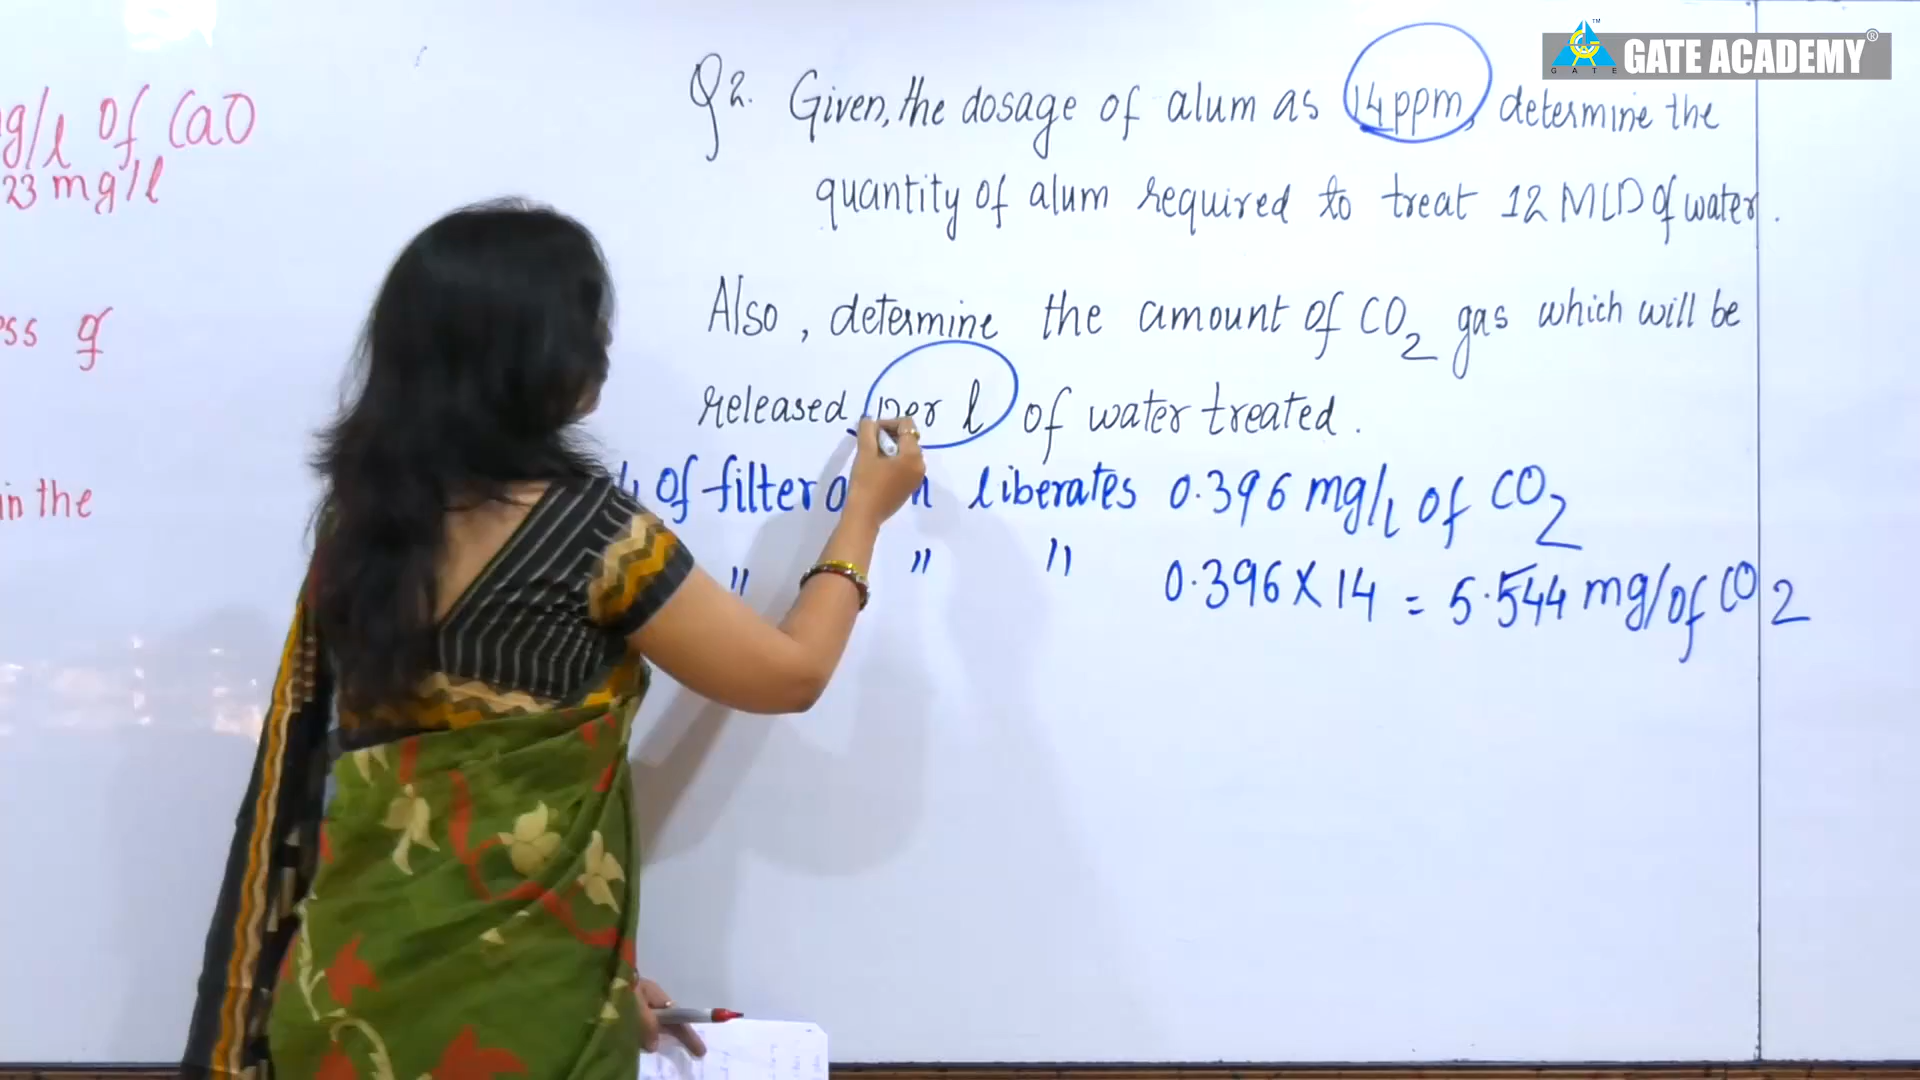 GATE ACADEMY
GATE
g/l of CaO
23 mg/l
ss of
in the
Q2. Given, the dosage of alum as 14 ppm, determine the
quantity of alum required to treat 12 MLD of water.
Also, determine the amount of CO2 gas which will be
released per l of water treated.
of filter liberates 0.396 mg/l of CO2
" " " 0.396 X 14 = 5.544 mg/of CO2